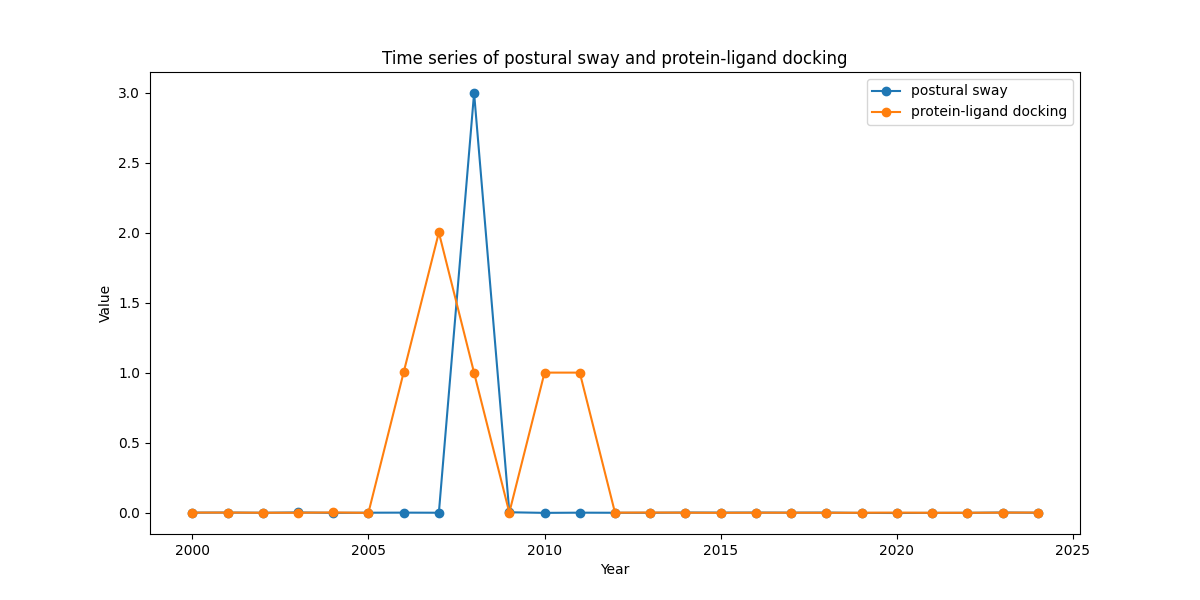 Time series of postural sway and protein-ligand docking
postural sway
protein-ligand docking
Value
3.0
2.5
2.0
1.5
1.0
0.5
0.0
2000
2005
2010
2015
2020
2025
Year